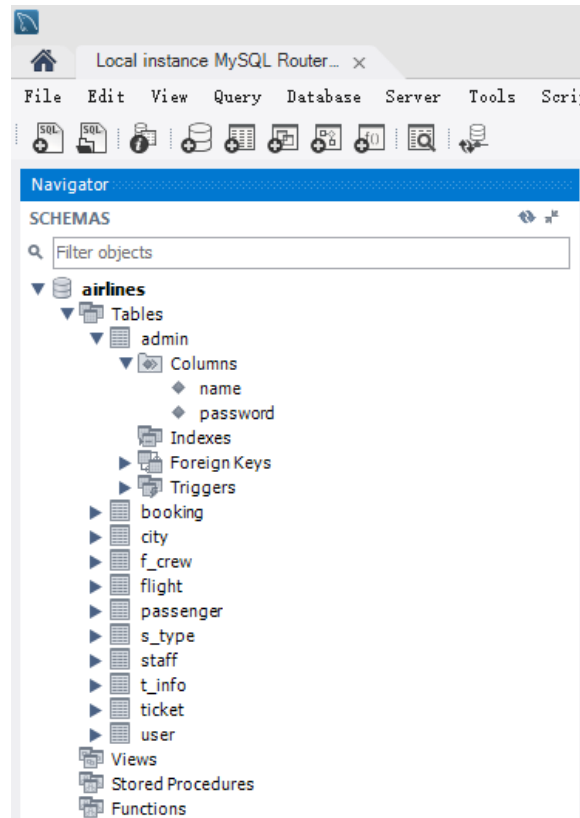 Local instance MySQL Router... ×
File Edit View Query Database Server Tools Scri
Navigator
SCHEMAS
Filter objects
airlines
Tables
admin
Columns
name
password
Indexes
Foreign Keys
Triggers
booking
city
f_crew
flight
passenger
s_type
staff
t_info
ticket
user
Views
Stored Procedures
Functions